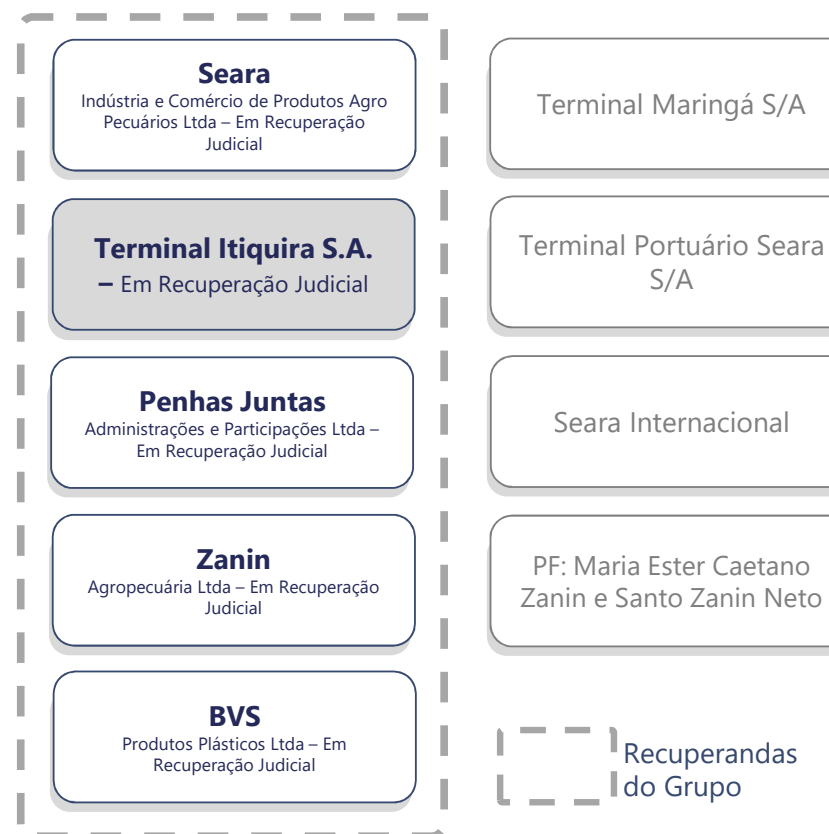 Seara
Indústria e Comércio de Produtos Agro
Pecuários Ltda – Em Recuperação
Judicial
Terminal Itiquira S.A.
– Em Recuperação Judicial
Penhas Juntas
Administrações e Participações Ltda –
Em Recuperação Judicial
Zanin
Agropecuária Ltda – Em Recuperação
Judicial
BVS
Produtos Plásticos Ltda – Em
Recuperação Judicial
Terminal Maringá S/A
Terminal Portuário Seara
S/A
Seara Internacional
PF: Maria Ester Caetano
Zanin e Santo Zanin Neto
Recuperandas
do Grupo